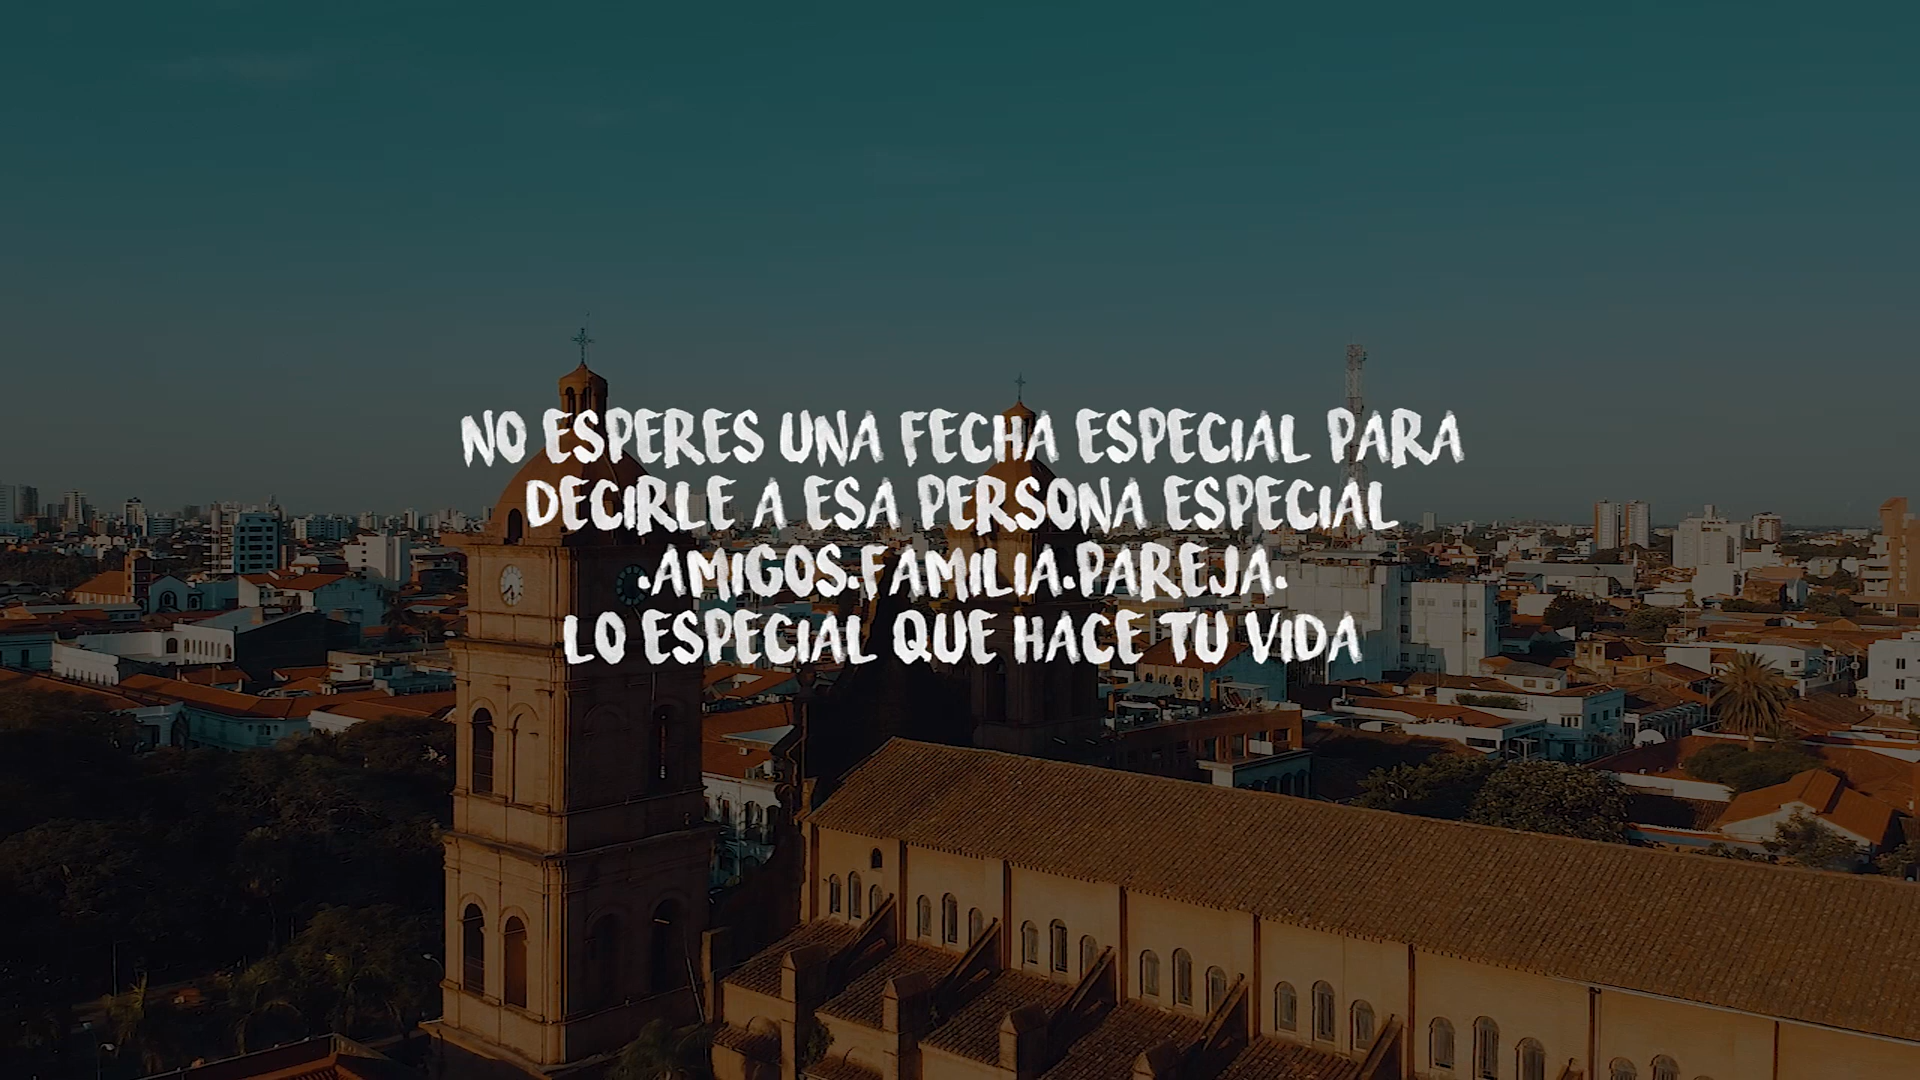 NO ESPERES UNA FECHA ESPECIAL PARA
DECIRLE A ESA PERSONA ESPECIAL
.AMIGOS.FAMILIA.PAREJA.
LO ESPECIAL QUE HACE TU VIDA